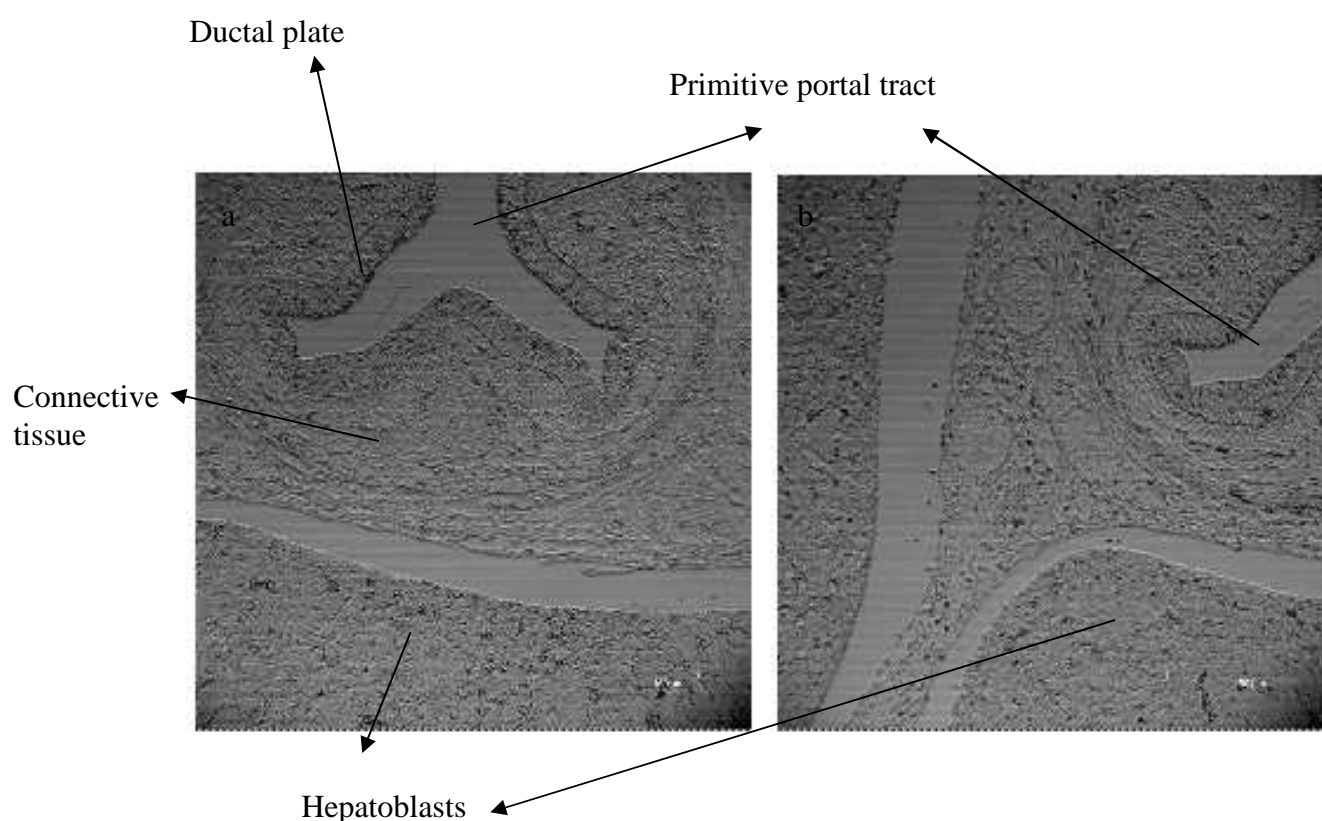 Ductal plate
Primitive portal tract
a
b
Connective
tissue
Hepatoblasts